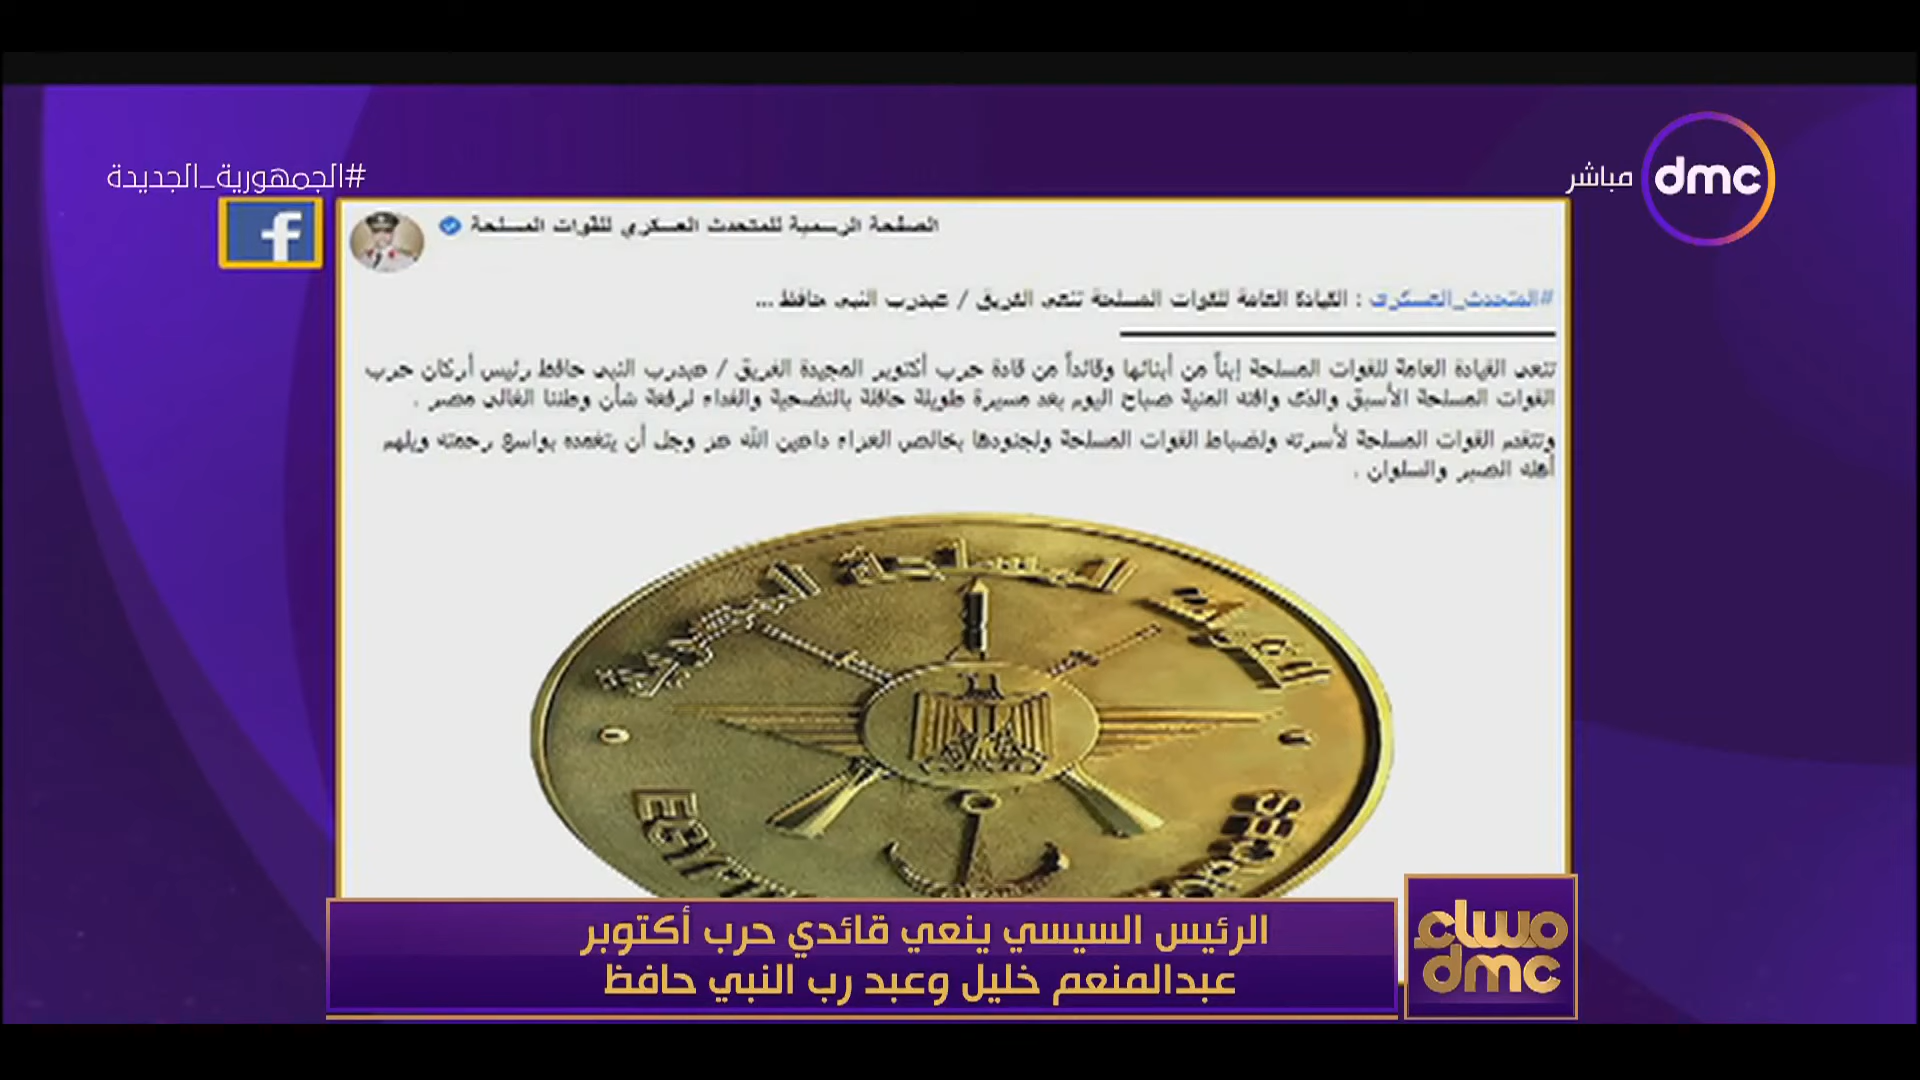 #الجمهورية_الجديدة
مباشر
dmc
f
الصفحة الرسمية للمتحدث العسكري للقوات المسلحة
#المتحدث_العسكرى : القيادة العامة للقوات المسلحة تنعى الفريق / عبدرب النبى حافظ ...
تنعى القيادة العامة للقوات المسلحة إبناً من أبنائها وقائداً من قادة حرب أكتوبر المجيدة الفريق / عبدرب النبى حافظ رئيس أركان حرب
القوات المسلحة الأسبق والذى وافته المنية صباح اليوم بعد مسيرة طويلة حافلة بالتضحية والفداء لرفعة شأن وطننا الغالى مصر .
وتتقدم القوات المسلحة لأسرته ولضباط القوات المسلحة ولجنودها بخالص العزاء داعين الله عز وجل أن يتغمده بواسع رحمته ويلهم
أهله الصبر والسلوان .
القوات المسلحة المصرية
الرئيس السيسي ينعي قائدي حرب أكتوبر
عبدالمنعم خليل وعبد رب النبي حافظ
مساء
dmc